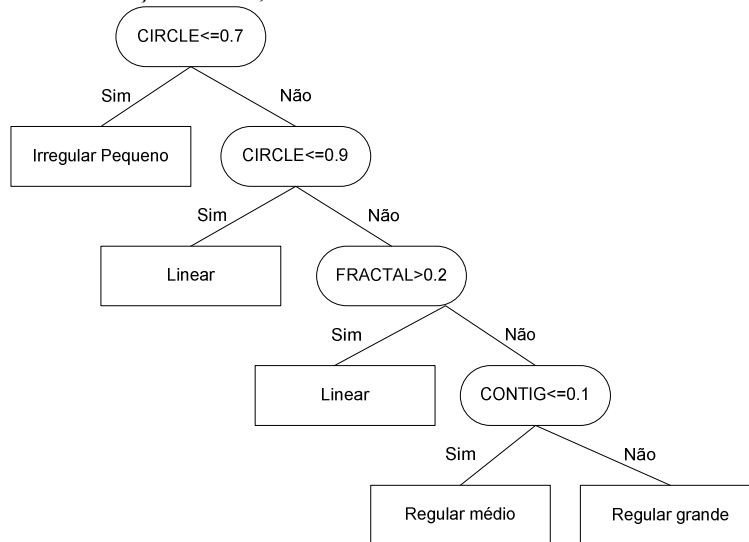 CIRCLE<=0.7
Sim
Não
Irregular Pequeno
CIRCLE<=0.9
Sim
Não
Linear
FRACTAL>0.2
Sim
Não
Linear
CONTIG<=0.1
Sim
Não
Regular médio
Regular grande